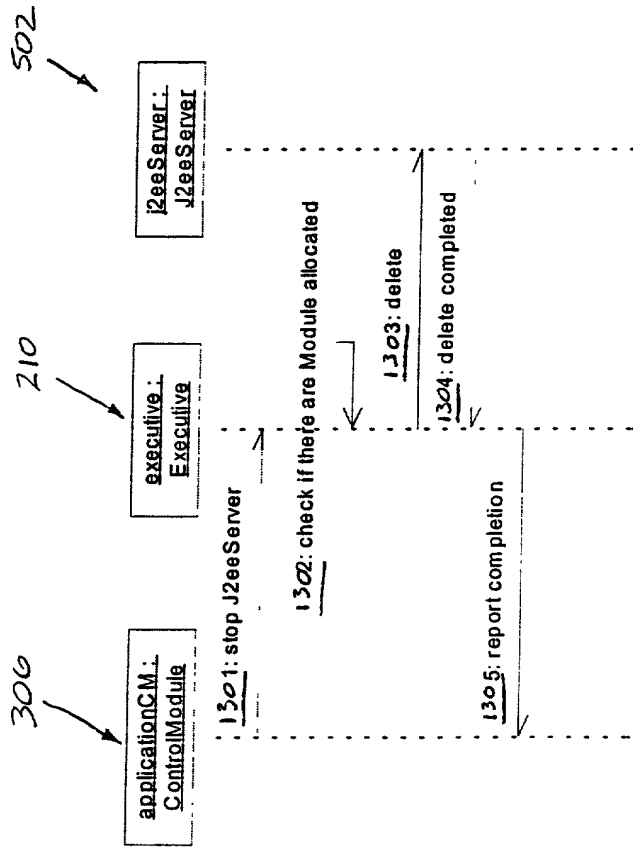 306
210
502
applicationCM :
ControlModule
executive :
Executive
j2eeServer :
J2eeServer
1301: stop J2eeServer
1302: check if there are Module allocated
1303: delete
1304: delete completed
1305: report completion